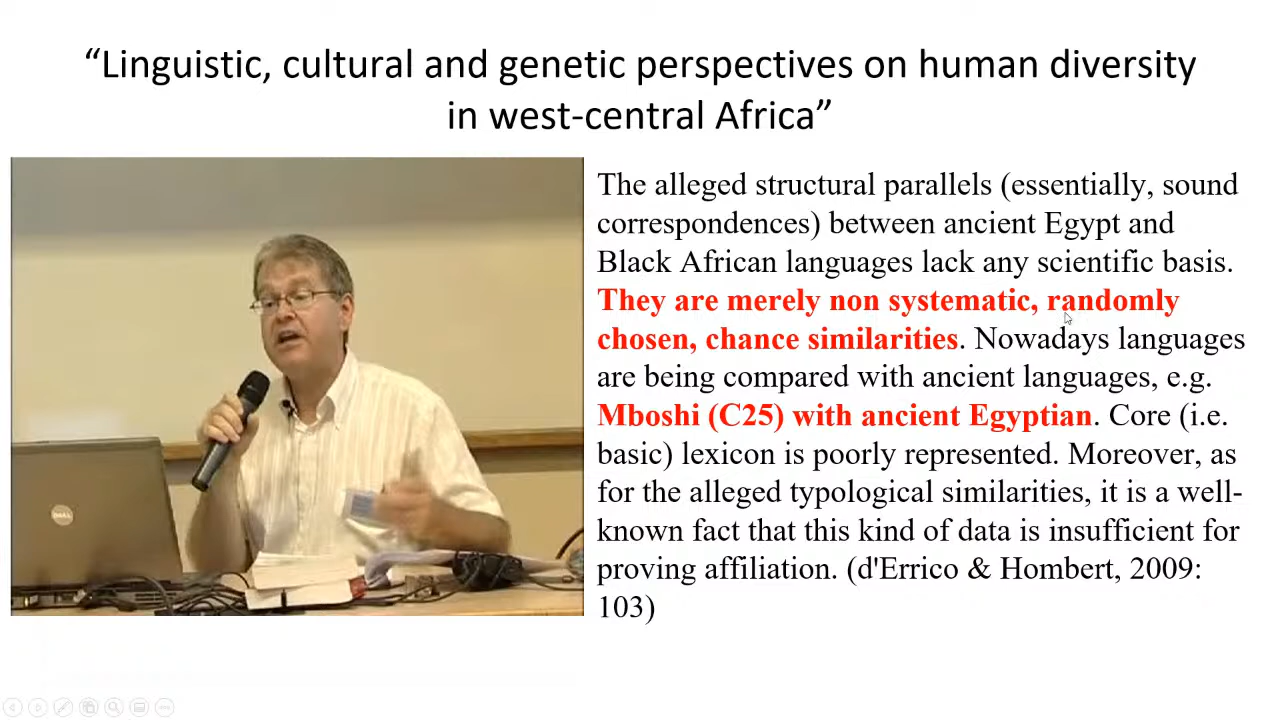 “Linguistic, cultural and genetic perspectives on human diversity
in west-central Africa”
The alleged structural parallels (essentially, sound
correspondences) between ancient Egypt and
Black African languages lack any scientific basis.
They are merely non systematic, randomly
chosen, chance similarities. Nowadays languages
are being compared with ancient languages, e.g.
Mboshi (C25) with ancient Egyptian. Core (i.e.
basic) lexicon is poorly represented. Moreover, as
for the alleged typological similarities, it is a well-
known fact that this kind of data is insufficient for
proving affiliation. (d'Errico & Hombert, 2009:
103)
DELL